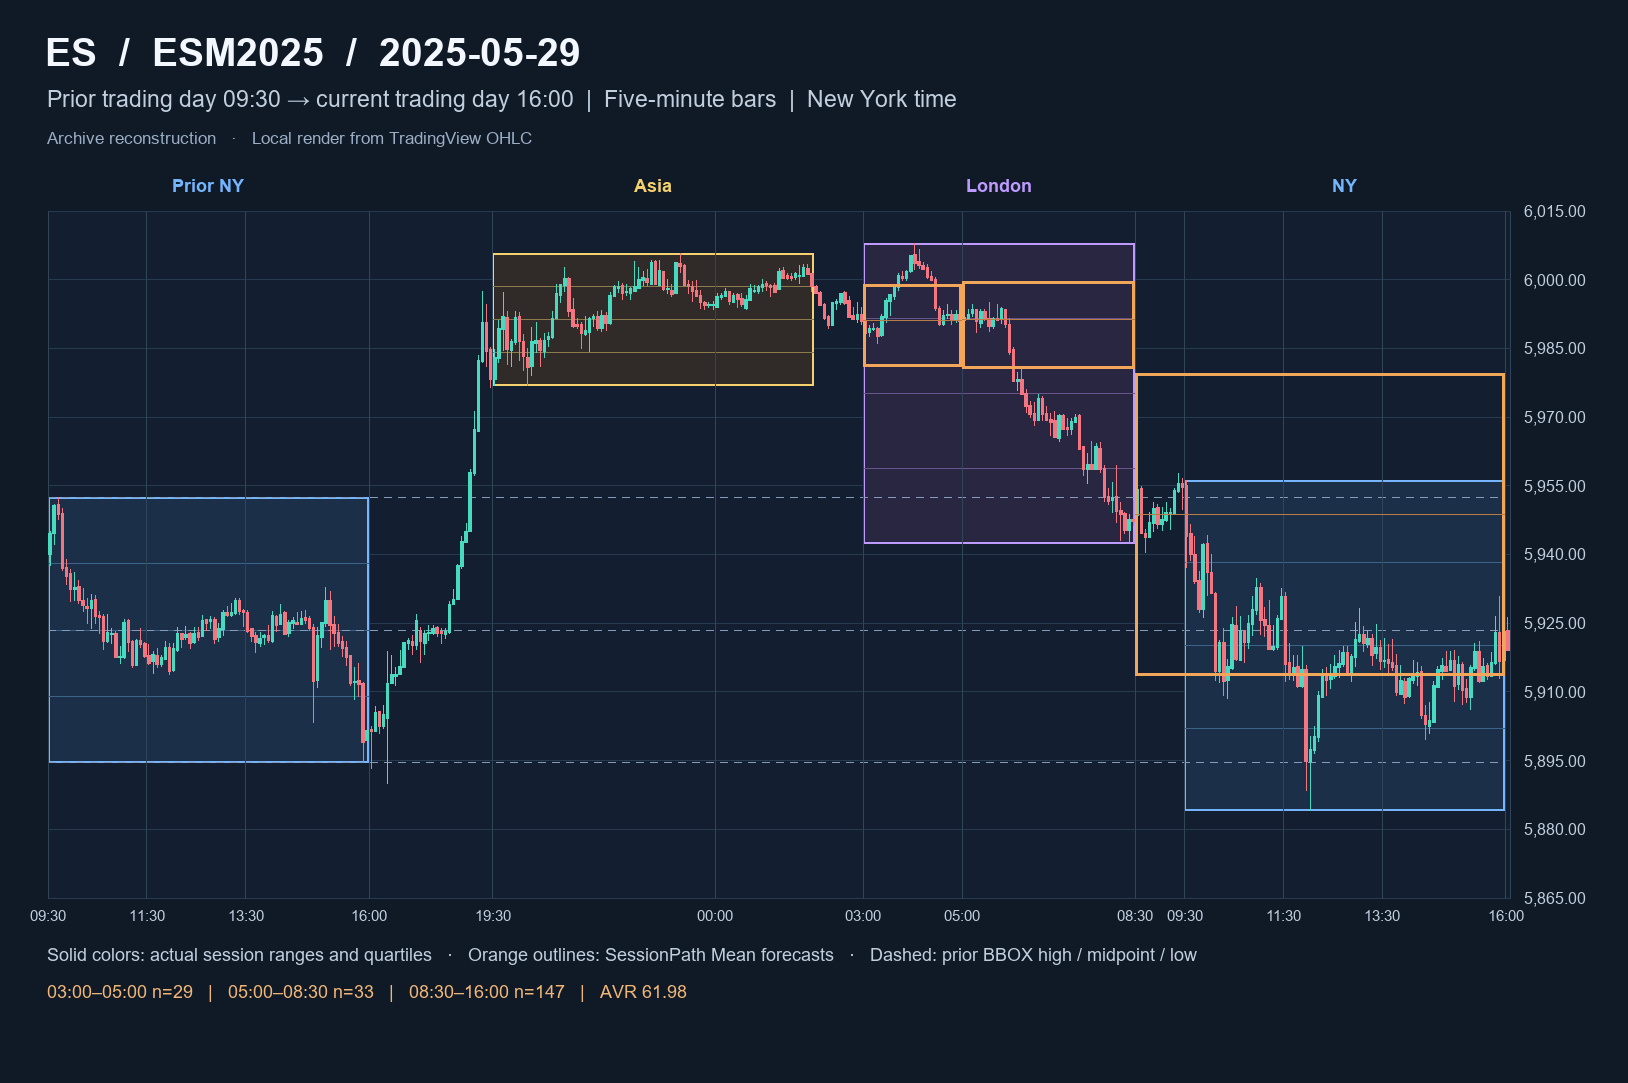 ES / ESM2025 / 2025-05-29
Prior trading day 09:30 → current trading day 16:00 | Five-minute bars | New York time
Archive reconstruction · Local render from TradingView OHLC
Prior NY Asia London NY
6,015.00
6,000.00
5,985.00
5,970.00
5,955.00
5,940.00
5,925.00
5,910.00
5,895.00
5,880.00
5,865.00
09:30 11:30 13:30 16:00 19:30 00:00 03:00 05:00 08:30 09:30 11:30 13:30 16:00
Solid colors: actual session ranges and quartiles · Orange outlines: SessionPath Mean forecasts · Dashed: prior BBOX high / midpoint / low
03:00–05:00 n=29 | 05:00–08:30 n=33 | 08:30–16:00 n=147 | AVR 61.98